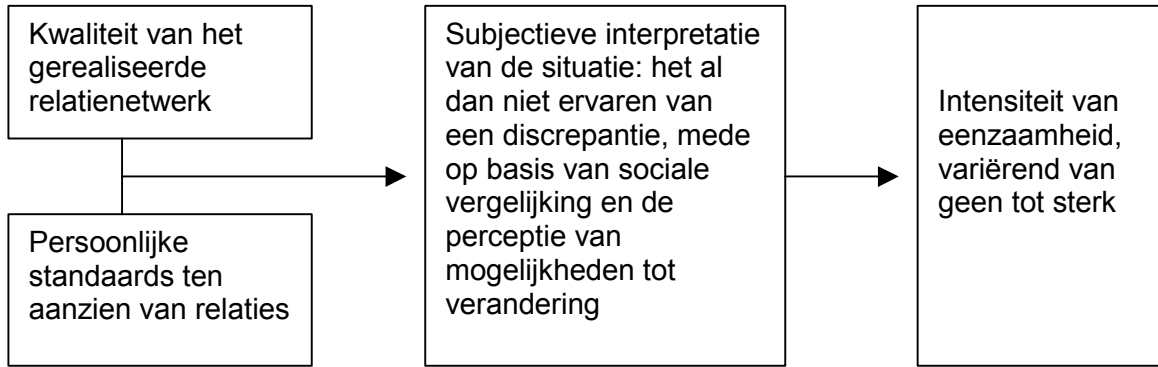 Kwaliteit van het
gerealiseerde
relatienetwerk
Persoonlijke
standaards ten
aanzien van relaties
Subjectieve interpretatie
van de situatie: het al
dan niet ervaren van
een discrepantie, mede
op basis van sociale
vergelijking en de
perceptie van
mogelijkheden tot
verandering
Intensiteit van
eenzaamheid,
variërend van
geen tot sterk